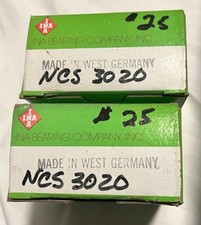 INA
#25
INA BEARING COMPANY, INC
MADE IN WEST GERMANY
NCS 3020
INA
#25
INA BEARING COMPANY, INC
MADE IN WEST GERMANY
NCS 3020